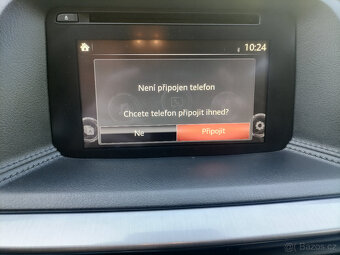 10:24
Není připojen telefon
Chcete telefon připojit ihned?
Ne
Připojit
Bazos.cz